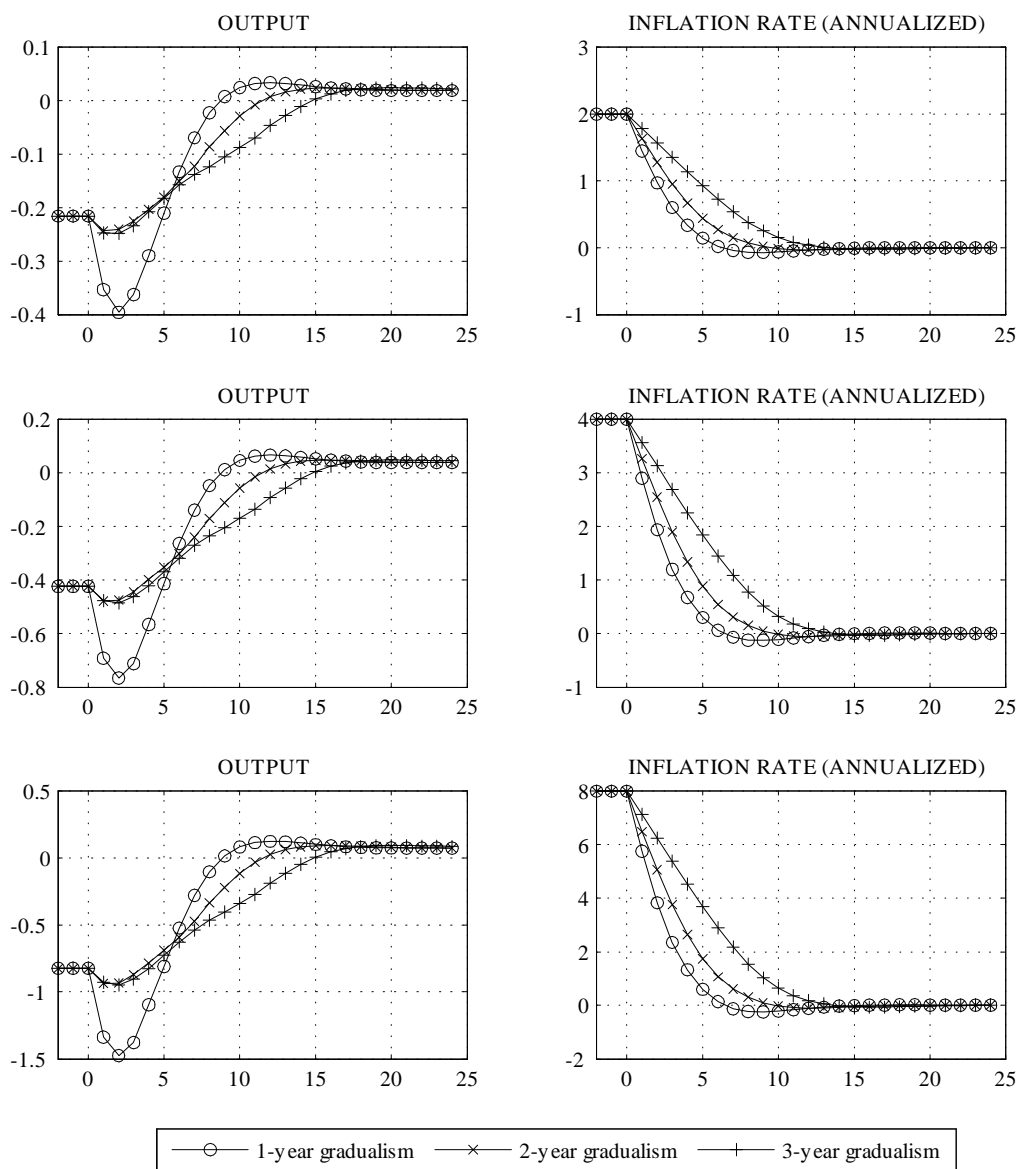 OUTPUT
INFLATION RATE (ANNUALIZED)
0.1
0
-0.1
-0.2
-0.3
-0.4
0 5 10 15 20 25
3
2
1
0
-1
0 5 10 15 20 25
OUTPUT
INFLATION RATE (ANNUALIZED)
0.2
0
-0.2
-0.4
-0.6
-0.8
0 5 10 15 20 25
4
3
2
1
0
-1
0 5 10 15 20 25
OUTPUT
INFLATION RATE (ANNUALIZED)
0.5
0
-0.5
-1
-1.5
0 5 10 15 20 25
8
6
4
2
0
-2
0 5 10 15 20 25
1-year gradualism 2-year gradualism 3-year gradualism